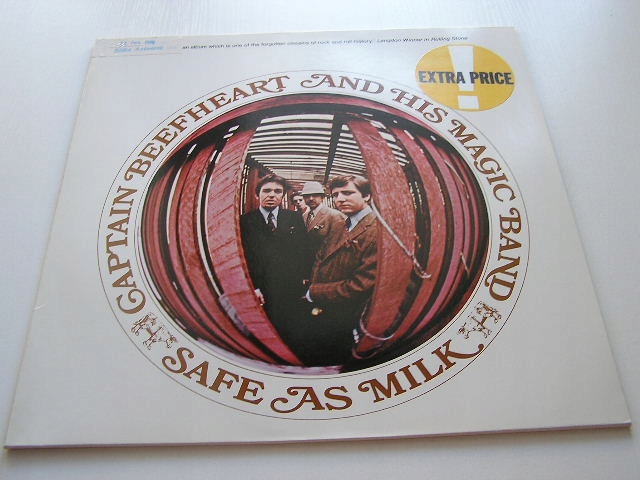 an album which is one of the forgotten classics of rock and roll history," Langdon Winner in Rolling Stone
EXTRA PRICE
!
CAPTAIN BEEFHEART AND HIS MAGIC BAND
SAFE AS MILK